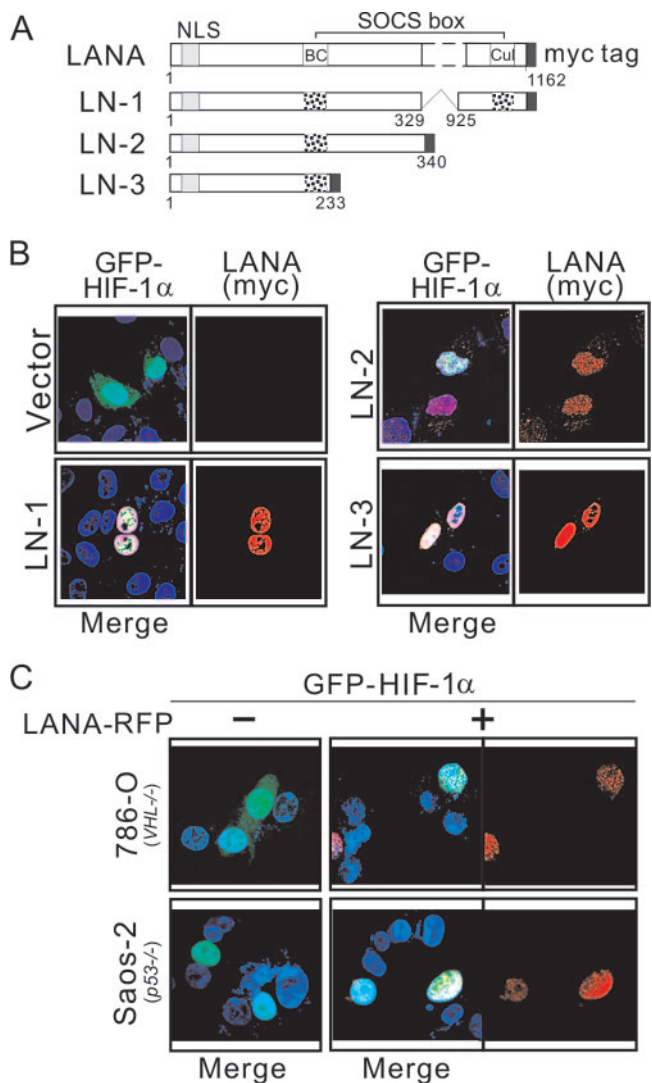 A
NLS
SOCS box
LANA
BC
Cul
myc tag
1
1162
LN-1
1
329
925
LN-2
1
340
LN-3
1
233
B
GFP-
HIF-1α
LANA
(myc)
GFP-
HIF-1α
LANA
(myc)
Vector
LN-2
LN-1
LN-3
Merge
Merge
C
GFP-HIF-1α
LANA-RFP
−
+
786-O
(VHL-/-)
Saos-2
(p53-/-)
Merge
Merge